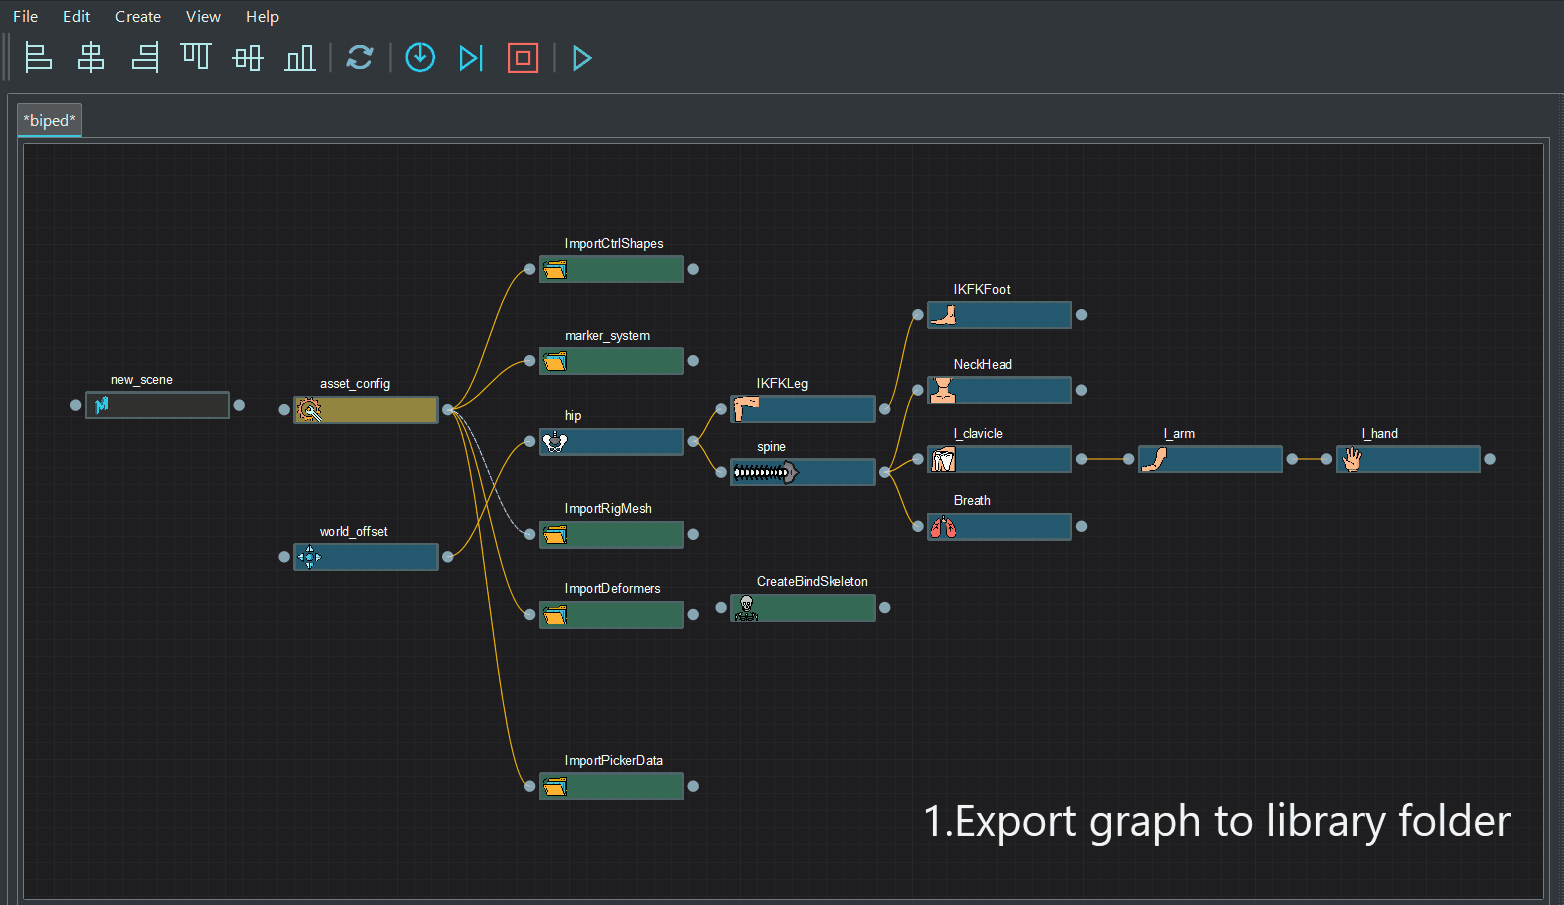 File Edit Create View Help
*biped*
ImportCtrlShapes
IKFKFoot
marker_system
NeckHead
new_scene
asset_config
IKFKLeg
hip
l_clavicle
l_arm
l_hand
spine
Breath
ImportRigMesh
world_offset
ImportDeformers
CreateBindSkeleton
ImportPickerData
1.Export graph to library folder